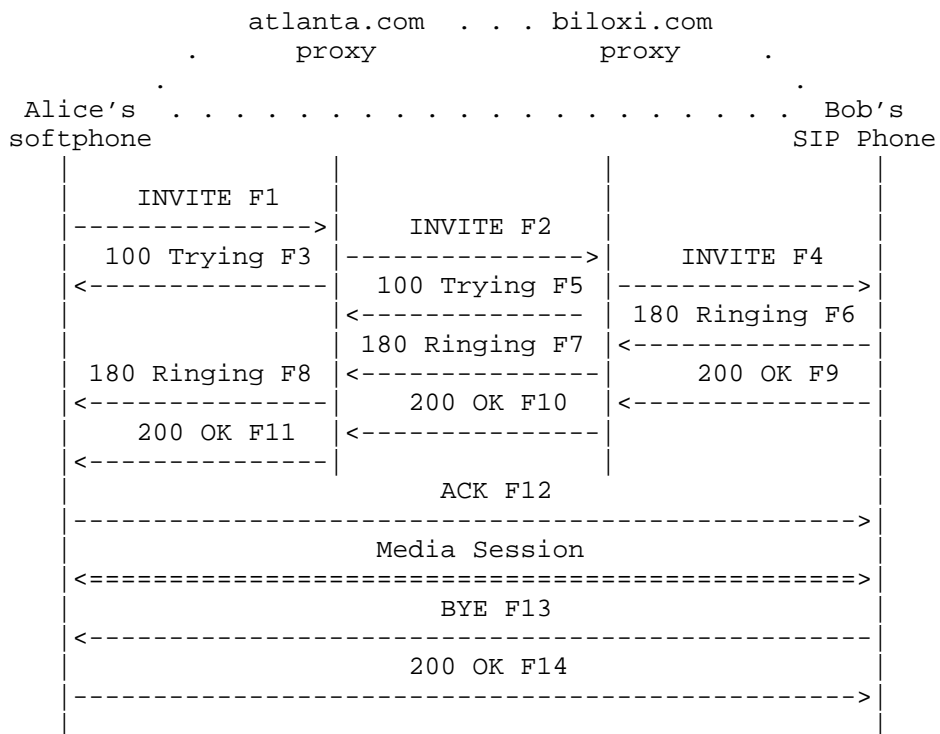 atlanta.com . . . biloxi.com
. proxy proxy .
. .
Alice's . . . . . . . . . . . . . . . . . . . . Bob's
softphone SIP Phone
| | | |
| INVITE F1 | | |
|--------------->| INVITE F2 | |
| 100 Trying F3 |--------------->| INVITE F4 |
|<---------------| 100 Trying F5 |--------------->|
| |<-------------- | 180 Ringing F6 |
| | 180 Ringing F7 |<---------------|
| 180 Ringing F8 |<---------------| 200 OK F9 |
|<---------------| 200 OK F10 |<---------------|
| 200 OK F11 |<---------------| |
|<---------------| | |
| ACK F12 |
|------------------------------------------------->|
| Media Session |
|<================================================>|
| BYE F13 |
|<-------------------------------------------------|
| 200 OK F14 |
|------------------------------------------------->|
| |